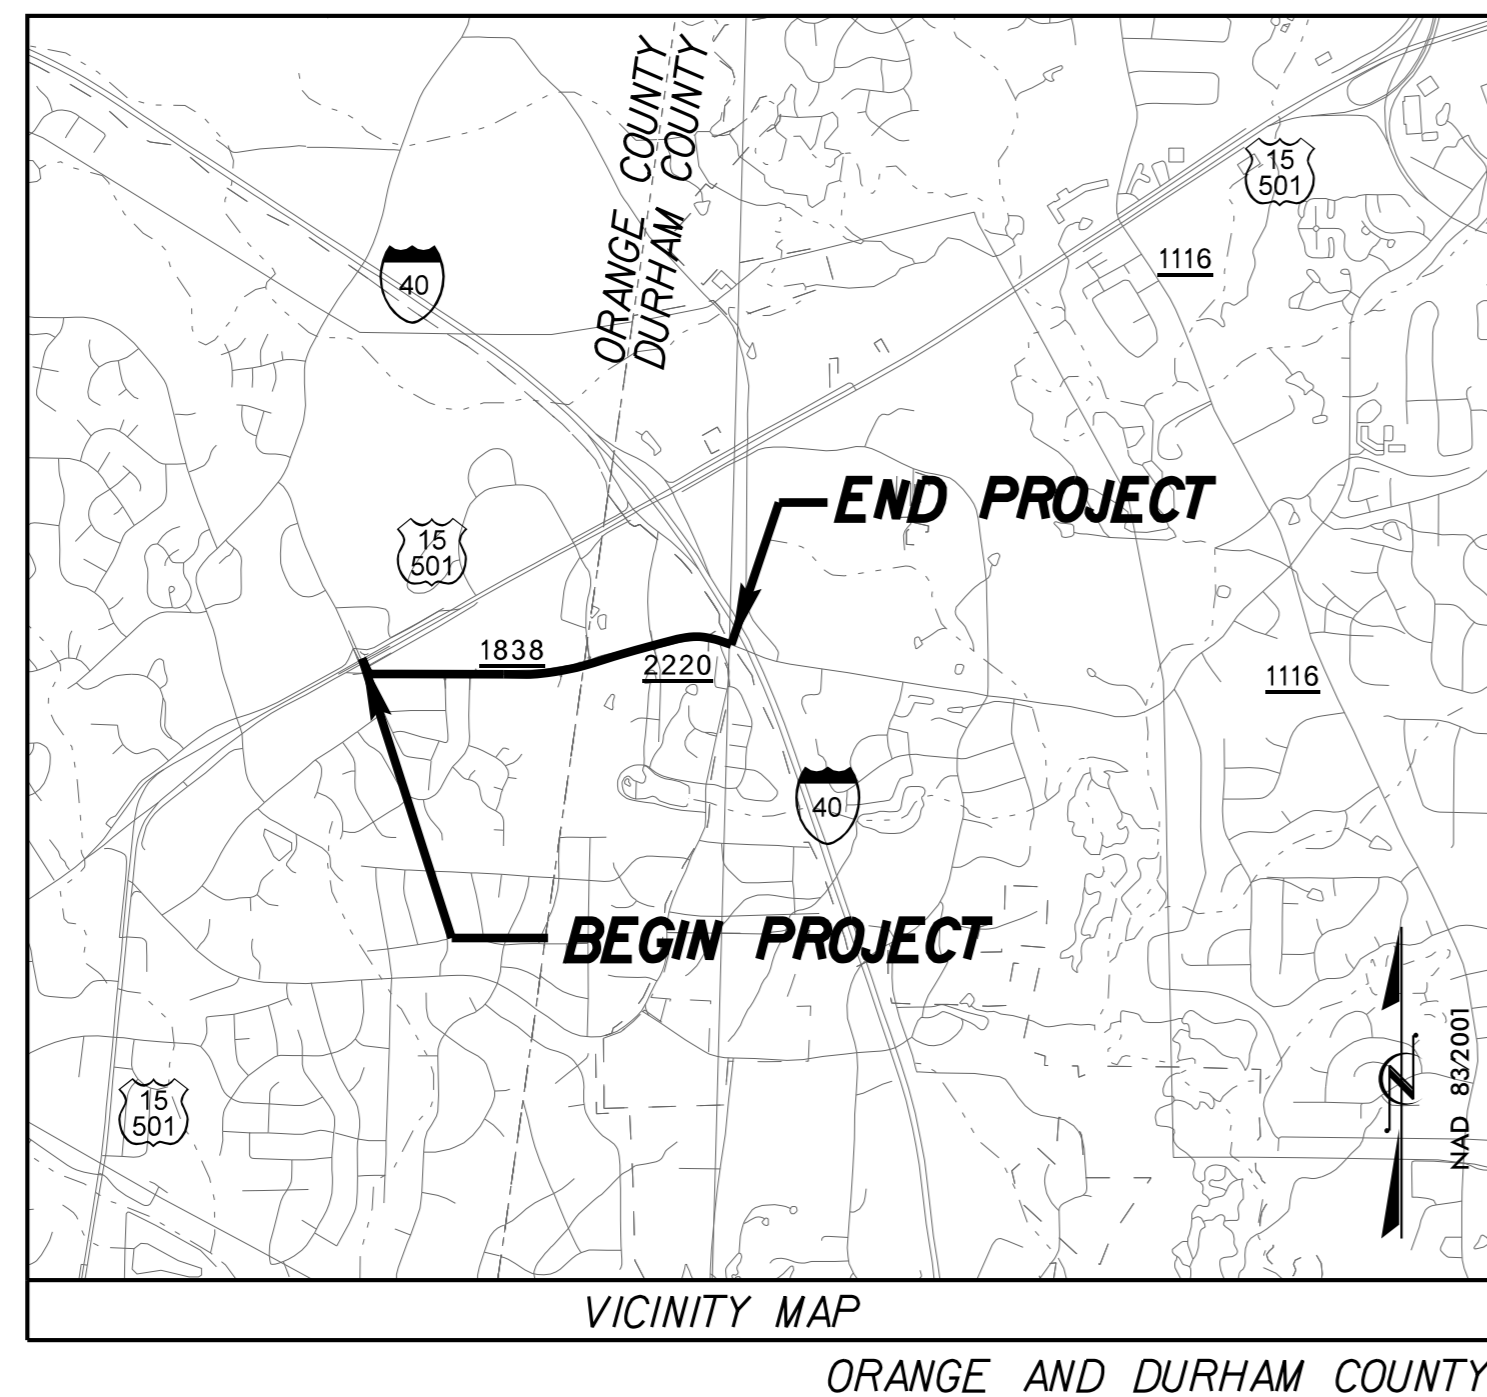 ORANGE COUNTY
DURHAM COUNTY
15
501
1116
40
END PROJECT
15
501
1838
2220
1116
40
BEGIN PROJECT
NAD 83/2001
N
15
501
VICINITY MAP
ORANGE AND DURHAM COUNTY